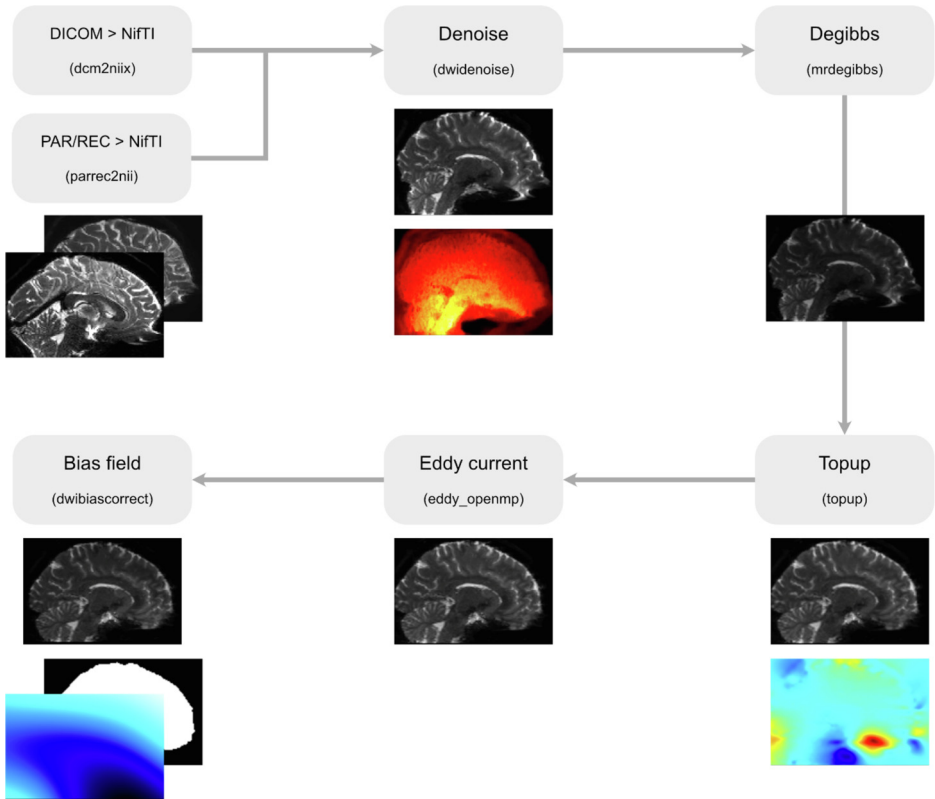 DICOM > NifTI
(dcm2niix)
PAR/REC > NifTI
(parrec2nii)
Denoise
(dwidenoise)
Degibbs
(mrdegibbs)
Topup
(topup)
Eddy current
(eddy_openmp)
Bias field
(dwibiascorrect)